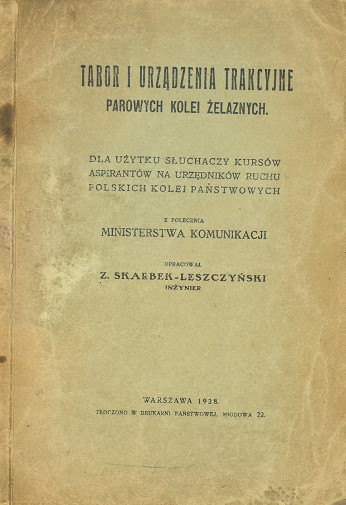 TABOR I URZĄDZENIA TRAKCYJNE
PAROWYCH KOLEI ŻELAZNYCH.
DLA UŻYTKU SŁUCHACZY KURSÓW
ASPIRANTÓW NA URZĘDNIKÓW RUCHU
POLSKICH KOLEI PAŃSTWOWYCH
Z POLECENIA
MINISTERSTWA KOMUNIKACJI
OPRACOWAŁ
Z. SKARBEK-LESZCZYŃSKI
INŻYNIER
WARSZAWA 1928.
TŁOCZONO W DRUKARNI PAŃSTWOWEJ, MIODOWA 22.